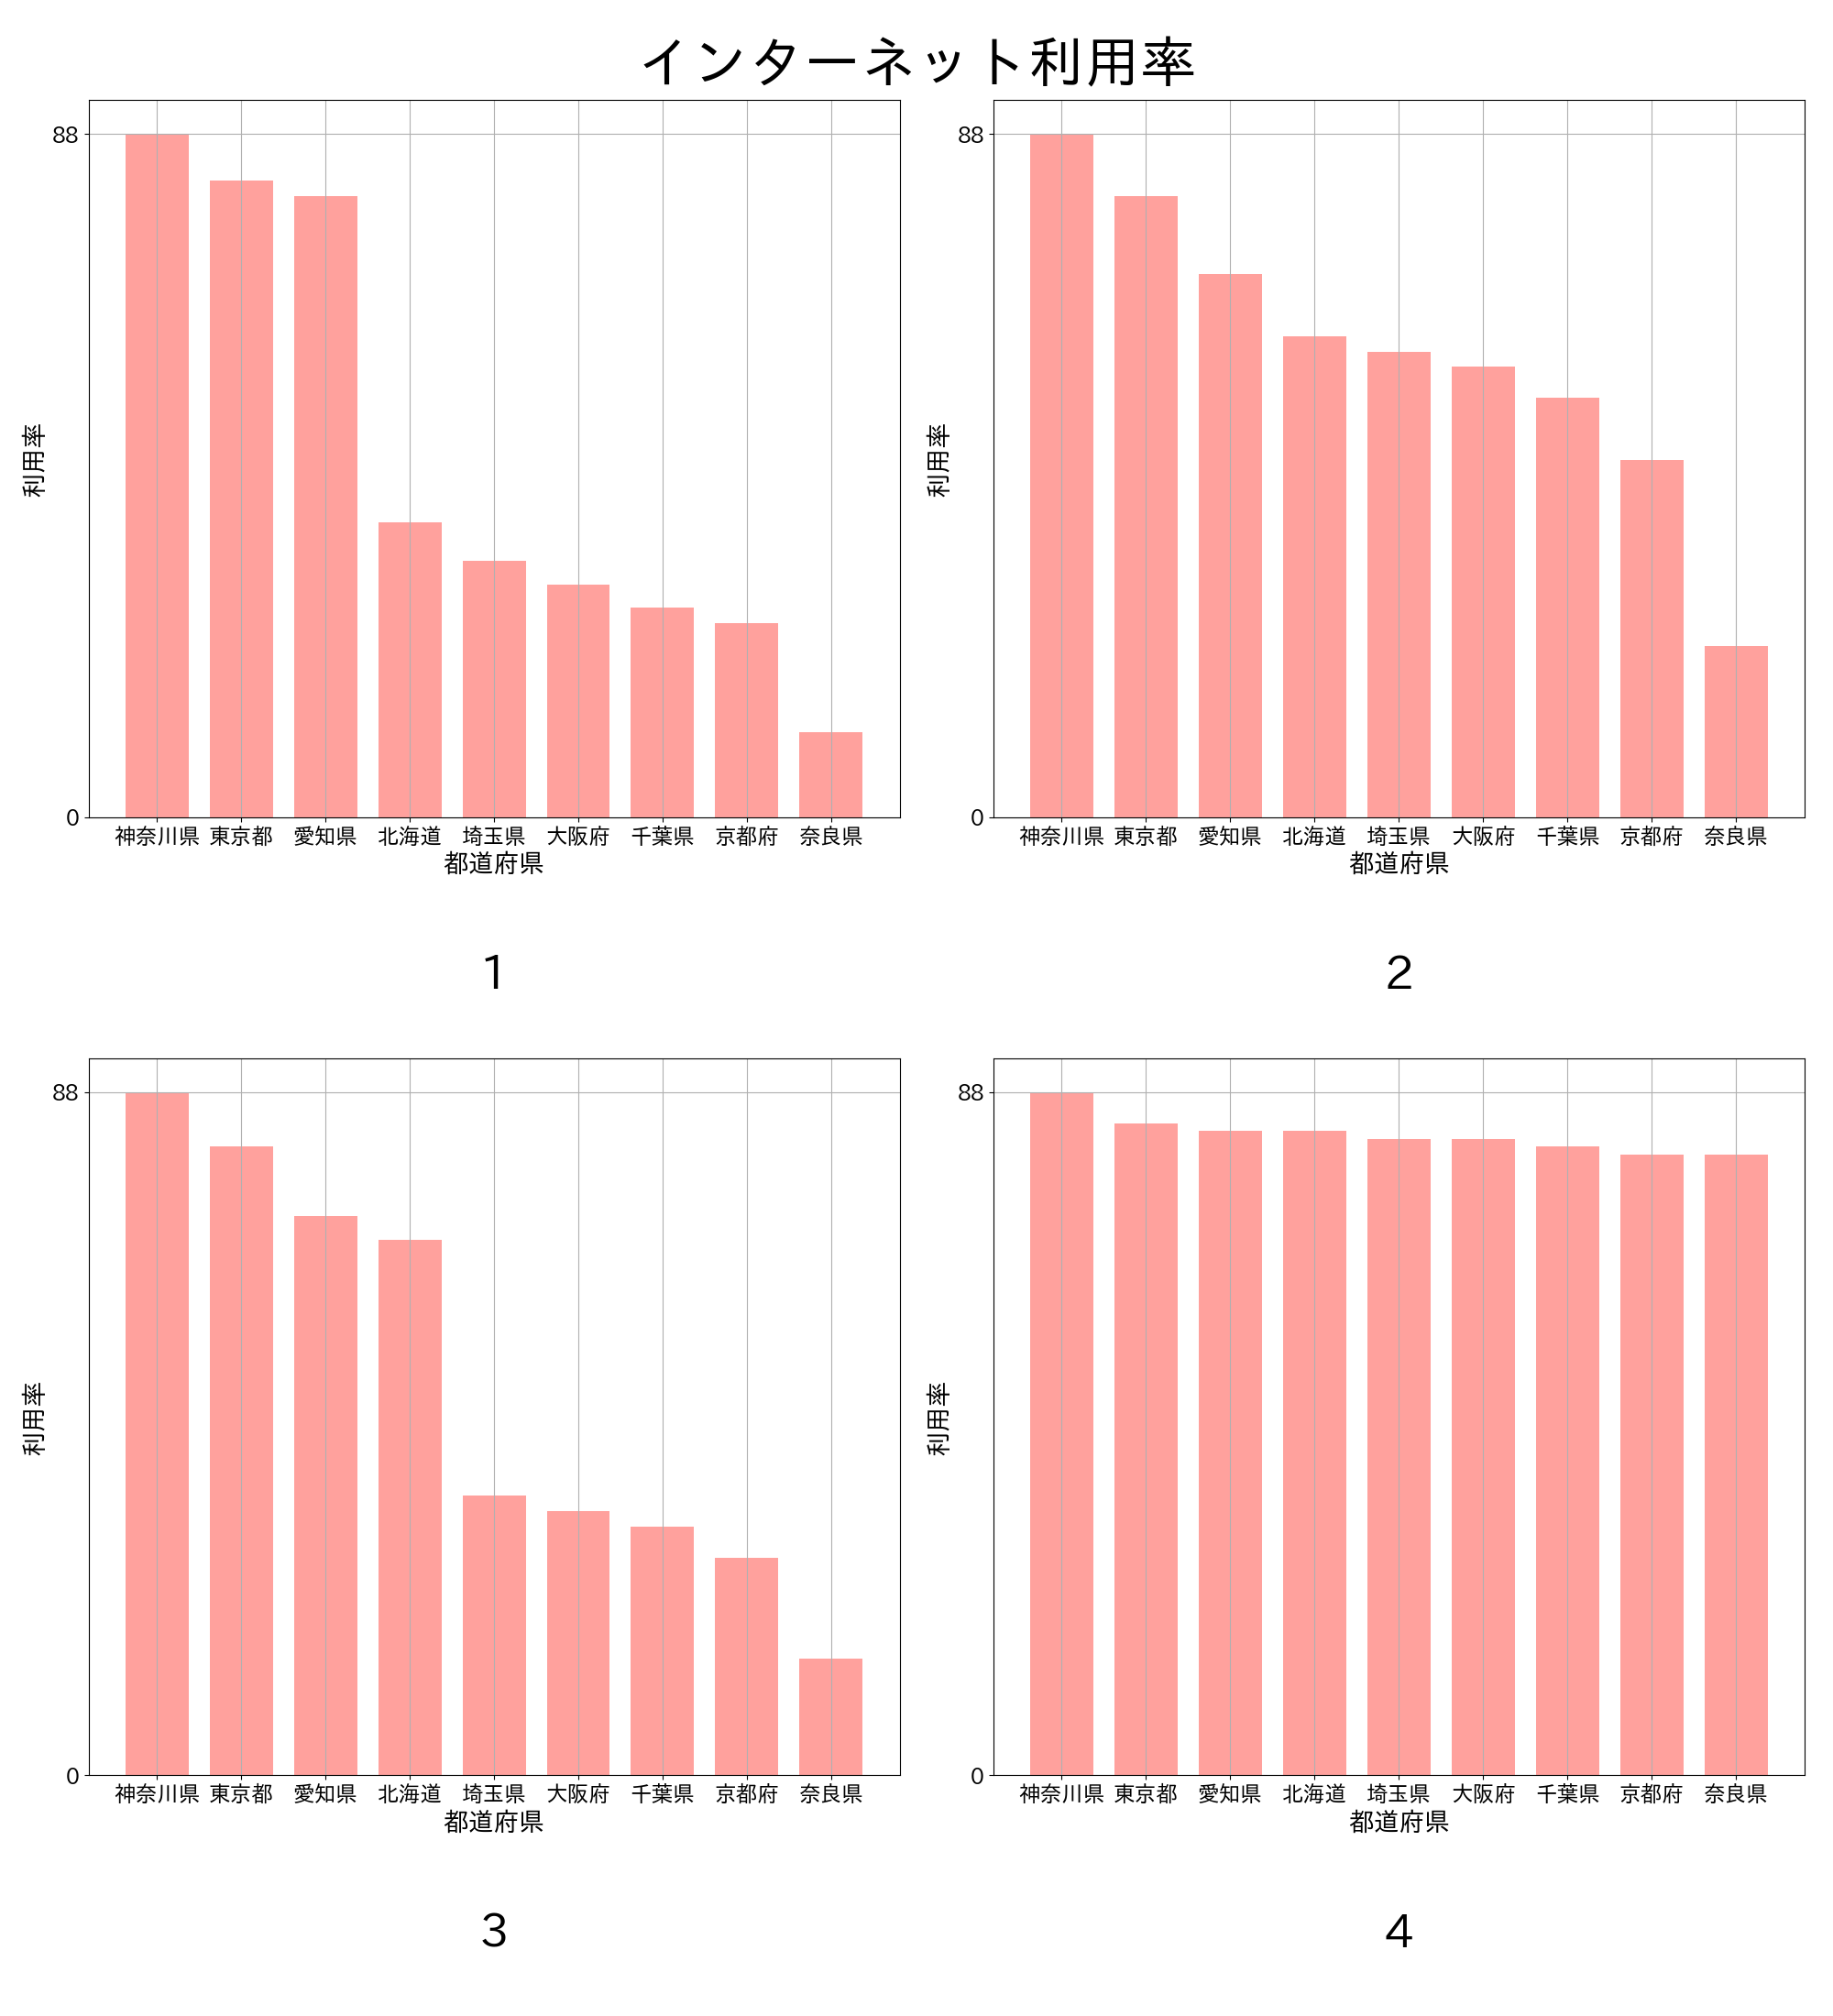 インターネット利用率
88
0
利用率
神奈川県 東京都 愛知県 北海道 埼玉県 大阪府 千葉県 京都府 奈良県
都道府県
1
88
0
利用率
神奈川県 東京都 愛知県 北海道 埼玉県 大阪府 千葉県 京都府 奈良県
都道府県
2
88
0
利用率
神奈川県 東京都 愛知県 北海道 埼玉県 大阪府 千葉県 京都府 奈良県
都道府県
3
88
0
利用率
神奈川県 東京都 愛知県 北海道 埼玉県 大阪府 千葉県 京都府 奈良県
都道府県
4